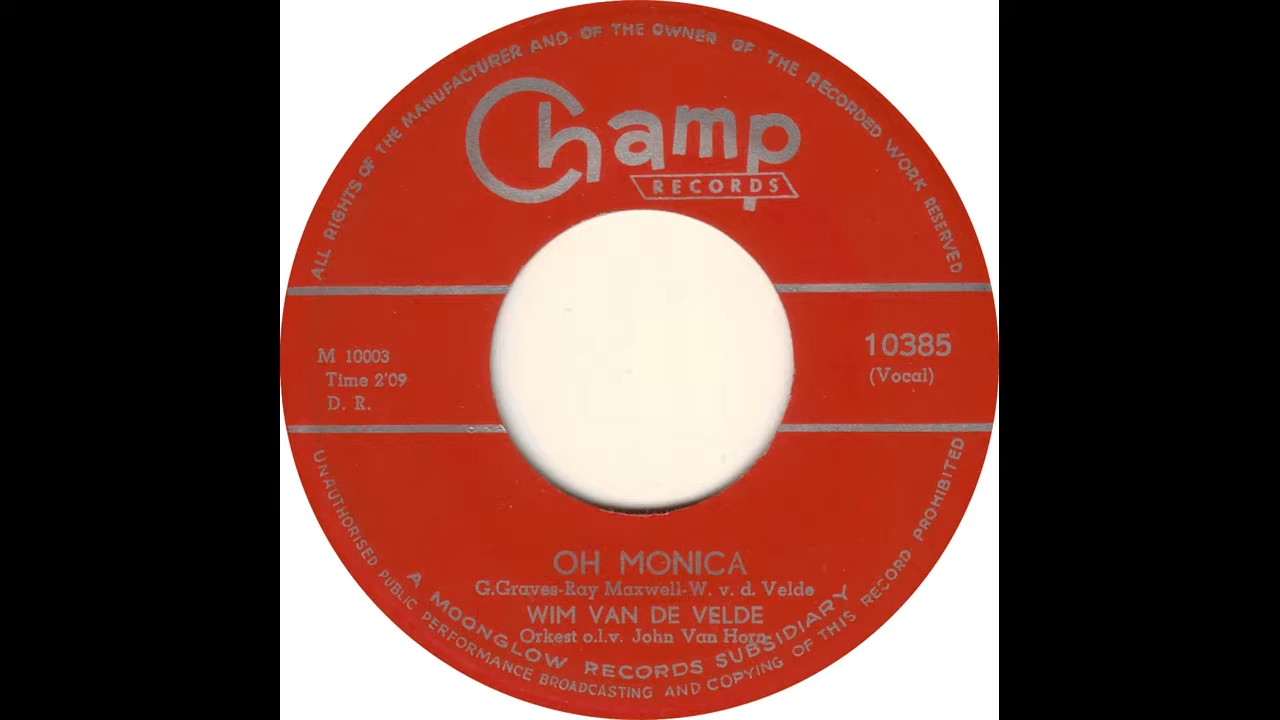 ALL RIGHTS OF THE MANUFACTURER AND OF THE OWNER OF THE RECORDED WORK RESERVED
Champ
RECORDS
M 10003
Time 2'09
D. R.
10385
(Vocal)
OH MONICA
G.Graves-Ray Maxwell-W. v. d. Velde
WIM VAN DE VELDE
Orkest o.l.v. John Van Horn
A MOONGLOW RECORDS SUBSIDIARY
UNAUTHORISED PUBLIC PERFORMANCE BROADCASTING AND COPYING OF THIS RECORD PROHIBITED